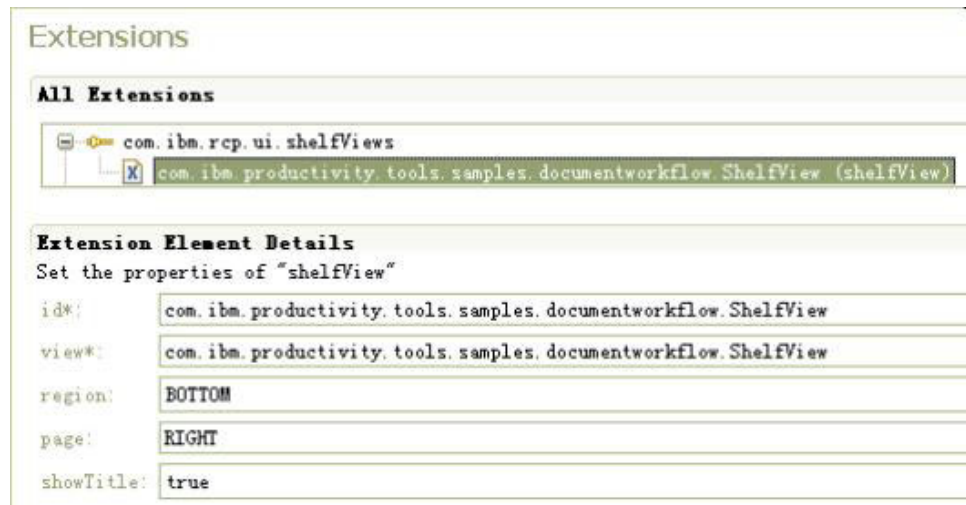 Extensions
All Extensions
com.ibm.rcp.ui.shelfViews
com.ibm.productivity.tools.samples.documentworkflow.ShelfView (shelfView)
Extension Element Details
Set the properties of "shelfView"
id*: com.ibm.productivity.tools.samples.documentworkflow.ShelfView
view*: com.ibm.productivity.tools.samples.documentworkflow.ShelfView
region: BOTTOM
page: RIGHT
showTitle: true